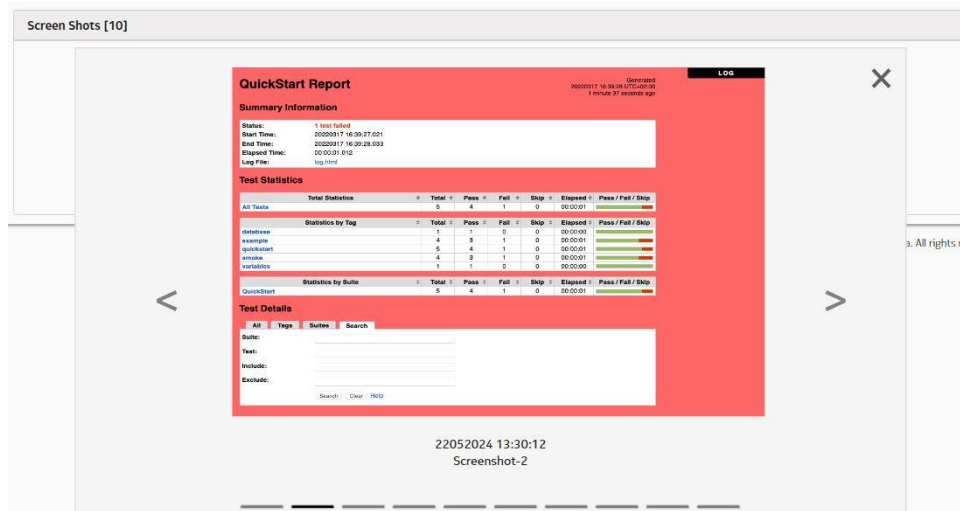 Screen Shots [10]
LOG
QuickStart Report
Generated
20220317 16:39:28 UTC+02:00
1 minute 37 seconds ago
Summary Information
Status: 1 test failed
Start Time: 20220317 16:39:27.021
End Time: 20220317 16:39:28.033
Elapsed Time: 00:00:01.012
Log File: log.html
Test Statistics
Total Statistics Total Pass Fail Skip Elapsed Pass / Fail / Skip
All Tests 5 4 1 0 00:00:01
Statistics by Tag Total Pass Fail Skip Elapsed Pass / Fail / Skip
database 1 1 0 0 00:00:00
example 4 3 1 0 00:00:01
quickstart 5 4 1 0 00:00:01
smoke 4 3 1 0 00:00:01
variables 1 1 0 0 00:00:00
Statistics by Suite Total Pass Fail Skip Elapsed Pass / Fail / Skip
QuickStart 5 4 1 0 00:00:01
a. All rights
Test Details
All Tags Suites Search
Suite:
Test:
Include:
Exclude:
Search Clear Help
22052024 13:30:12
Screenshot-2